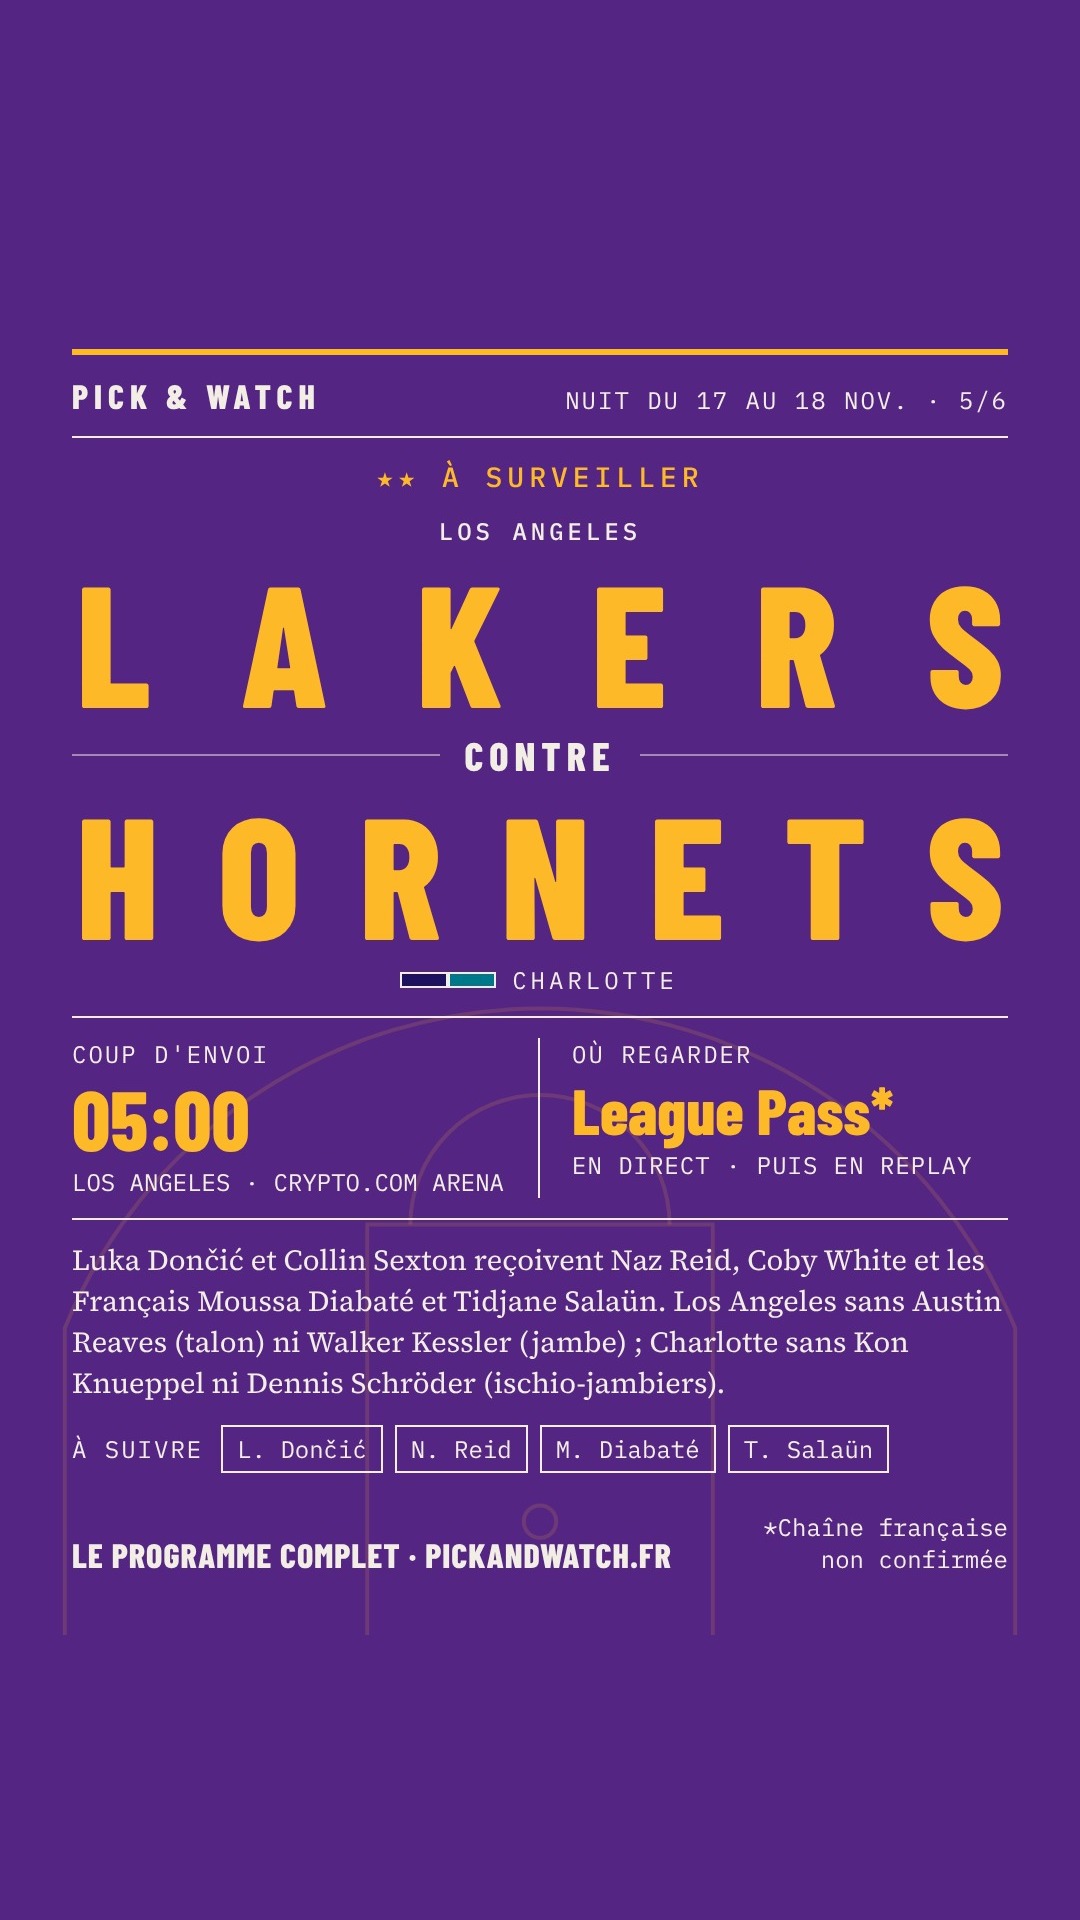 PICK & WATCH
NUIT DU 17 AU 18 NOV. · 5/6
★★ À SURVEILLER
LOS ANGELES
LAKERS
CONTRE
HORNETS
CHARLOTTE
COUP D'ENVOI
05:00
LOS ANGELES · CRYPTO.COM ARENA
OÙ REGARDER
League Pass*
EN DIRECT · PUIS EN REPLAY
Luka Dončić et Collin Sexton reçoivent Naz Reid, Coby White et les
Français Moussa Diabaté et Tidjane Salaün. Los Angeles sans Austin
Reaves (talon) ni Walker Kessler (jambe) ; Charlotte sans Kon
Knueppel ni Dennis Schröder (ischio-jambiers).
À SUIVRE L. Dončić N. Reid M. Diabaté T. Salaün
LE PROGRAMME COMPLET · PICKANDWATCH.FR
*Chaîne française
non confirmée